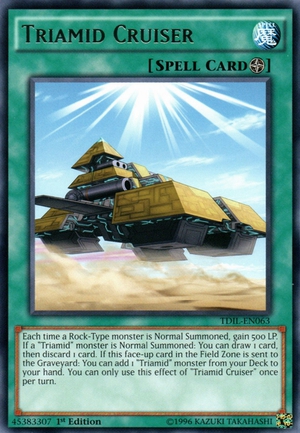 TRIAMID CRUISER
魔
[SPELL CARD]
TDIL-EN063
Each time a Rock-Type monster is Normal Summoned, gain 500 LP.
If a "Triamid" monster is Normal Summoned: You can draw 1 card,
then discard 1 card. If this face-up card in the Field Zone is sent to
the Graveyard: You can add 1 "Triamid" monster from your Deck to
your hand. You can only use this effect of "Triamid Cruiser" once
per turn.
45383307 1st Edition ©1996 KAZUKI TAKAHASHI